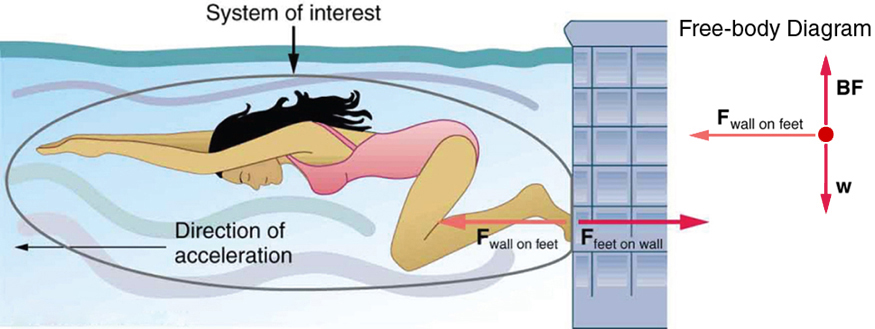 System of interest
Free-body Diagram
BF
F wall on feet
w
Direction of
acceleration
F wall on feet
F feet on wall